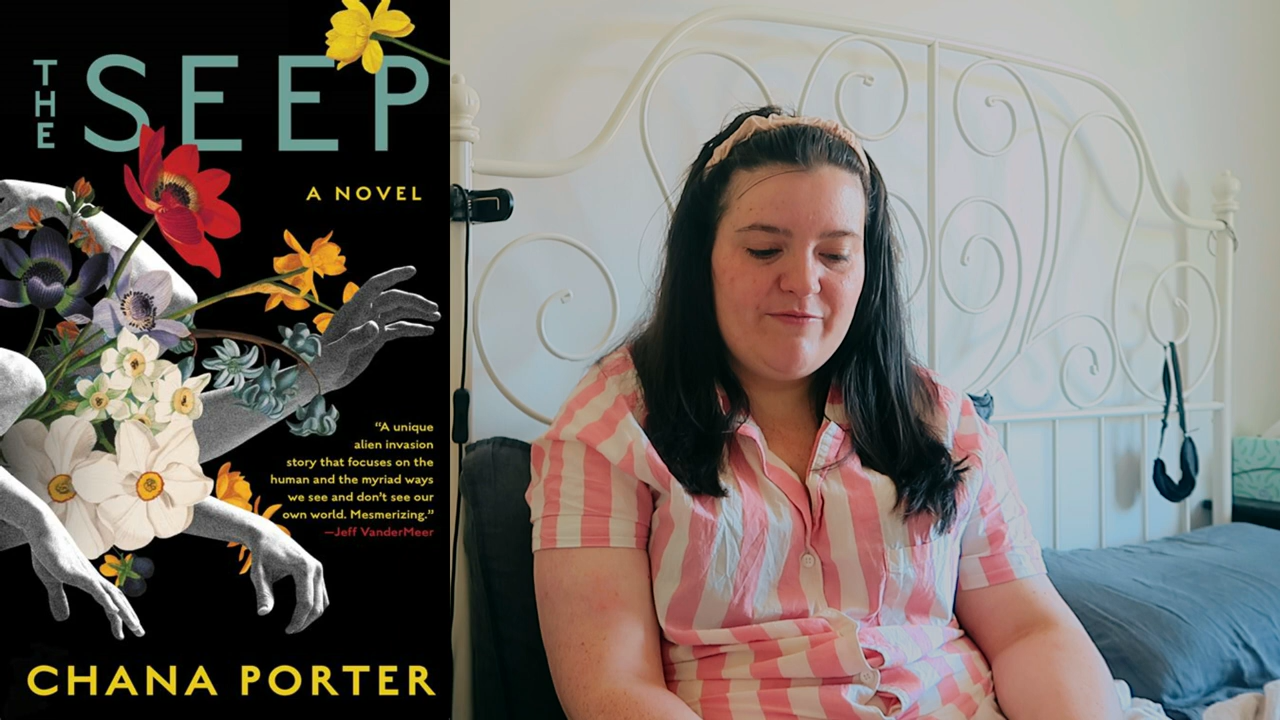 THE
SEEP
A NOVEL
“A unique
alien invasion
story that focuses on the
human and the myriad ways
we see and don’t see our
own world. Mesmerizing.”
—Jeff VanderMeer
CHANA PORTER